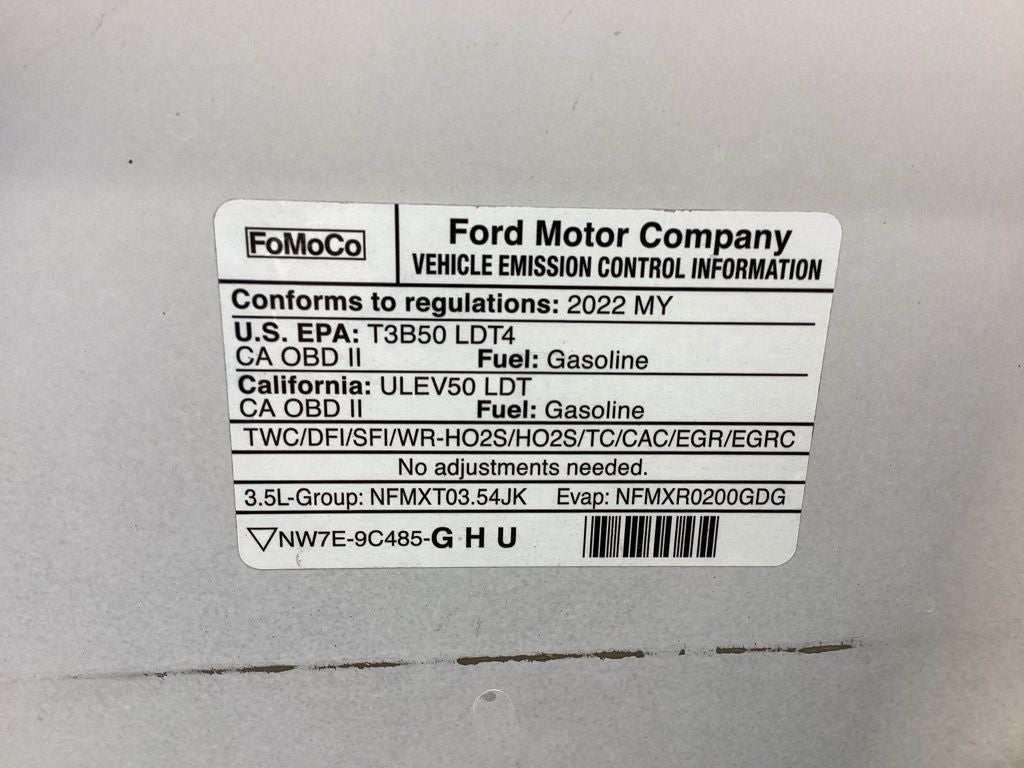 FoMoCo
Ford Motor Company
VEHICLE EMISSION CONTROL INFORMATION
Conforms to regulations: 2022 MY
U.S. EPA: T3B50 LDT4
CA OBD II Fuel: Gasoline
California: ULEV50 LDT
CA OBD II Fuel: Gasoline
TWC/DFI/SFI/WR-HO2S/HO2S/TC/CAC/EGR/EGRC
No adjustments needed.
3.5L-Group: NFMXT03.54JK Evap: NFMXR0200GDG
▽NW7E-9C485-G H U